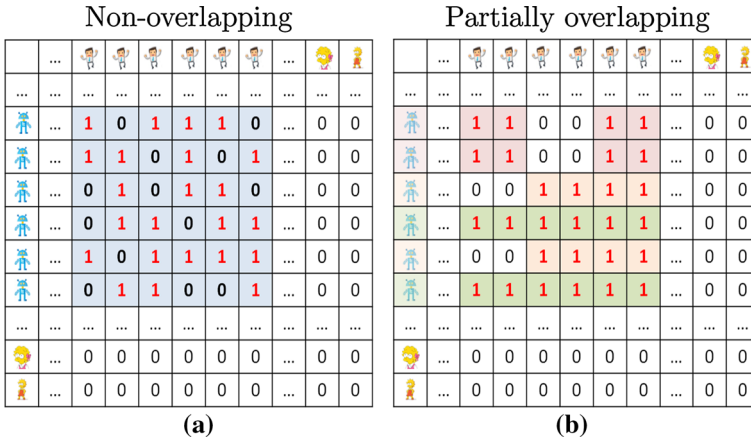 Non-overlapping Partially overlapping
... ... ...
... ... ... ... ... ... ... ... ... ... ... ... ... ... ... ... ... ... ... ... ... ...
... 1 0 1 1 1 0 ... 0 0 ... 1 1 0 0 1 1 ... 0 0
... 1 1 0 1 0 1 ... 0 0 ... 1 1 0 0 1 1 ... 0 0
... 0 1 0 1 1 0 ... 0 0 ... 0 0 1 1 1 1 ... 0 0
... 0 1 1 0 1 1 ... 0 0 ... 1 1 1 1 1 1 ... 0 0
... 1 0 1 1 1 1 ... 0 0 ... 0 0 1 1 1 1 ... 0 0
... 0 1 1 0 0 1 ... 0 0 ... 1 1 1 1 1 1 ... 0 0
... ... ... ... ... ... ... ... ... ... ... ... ... ... ... ... ... ... ... ... ... ...
... 0 0 0 0 0 0 ... 0 0 ... 0 0 0 0 0 0 ... 0 0
... 0 0 0 0 0 0 ... 0 0 ... 0 0 0 0 0 0 ... 0 0
(a) (b)